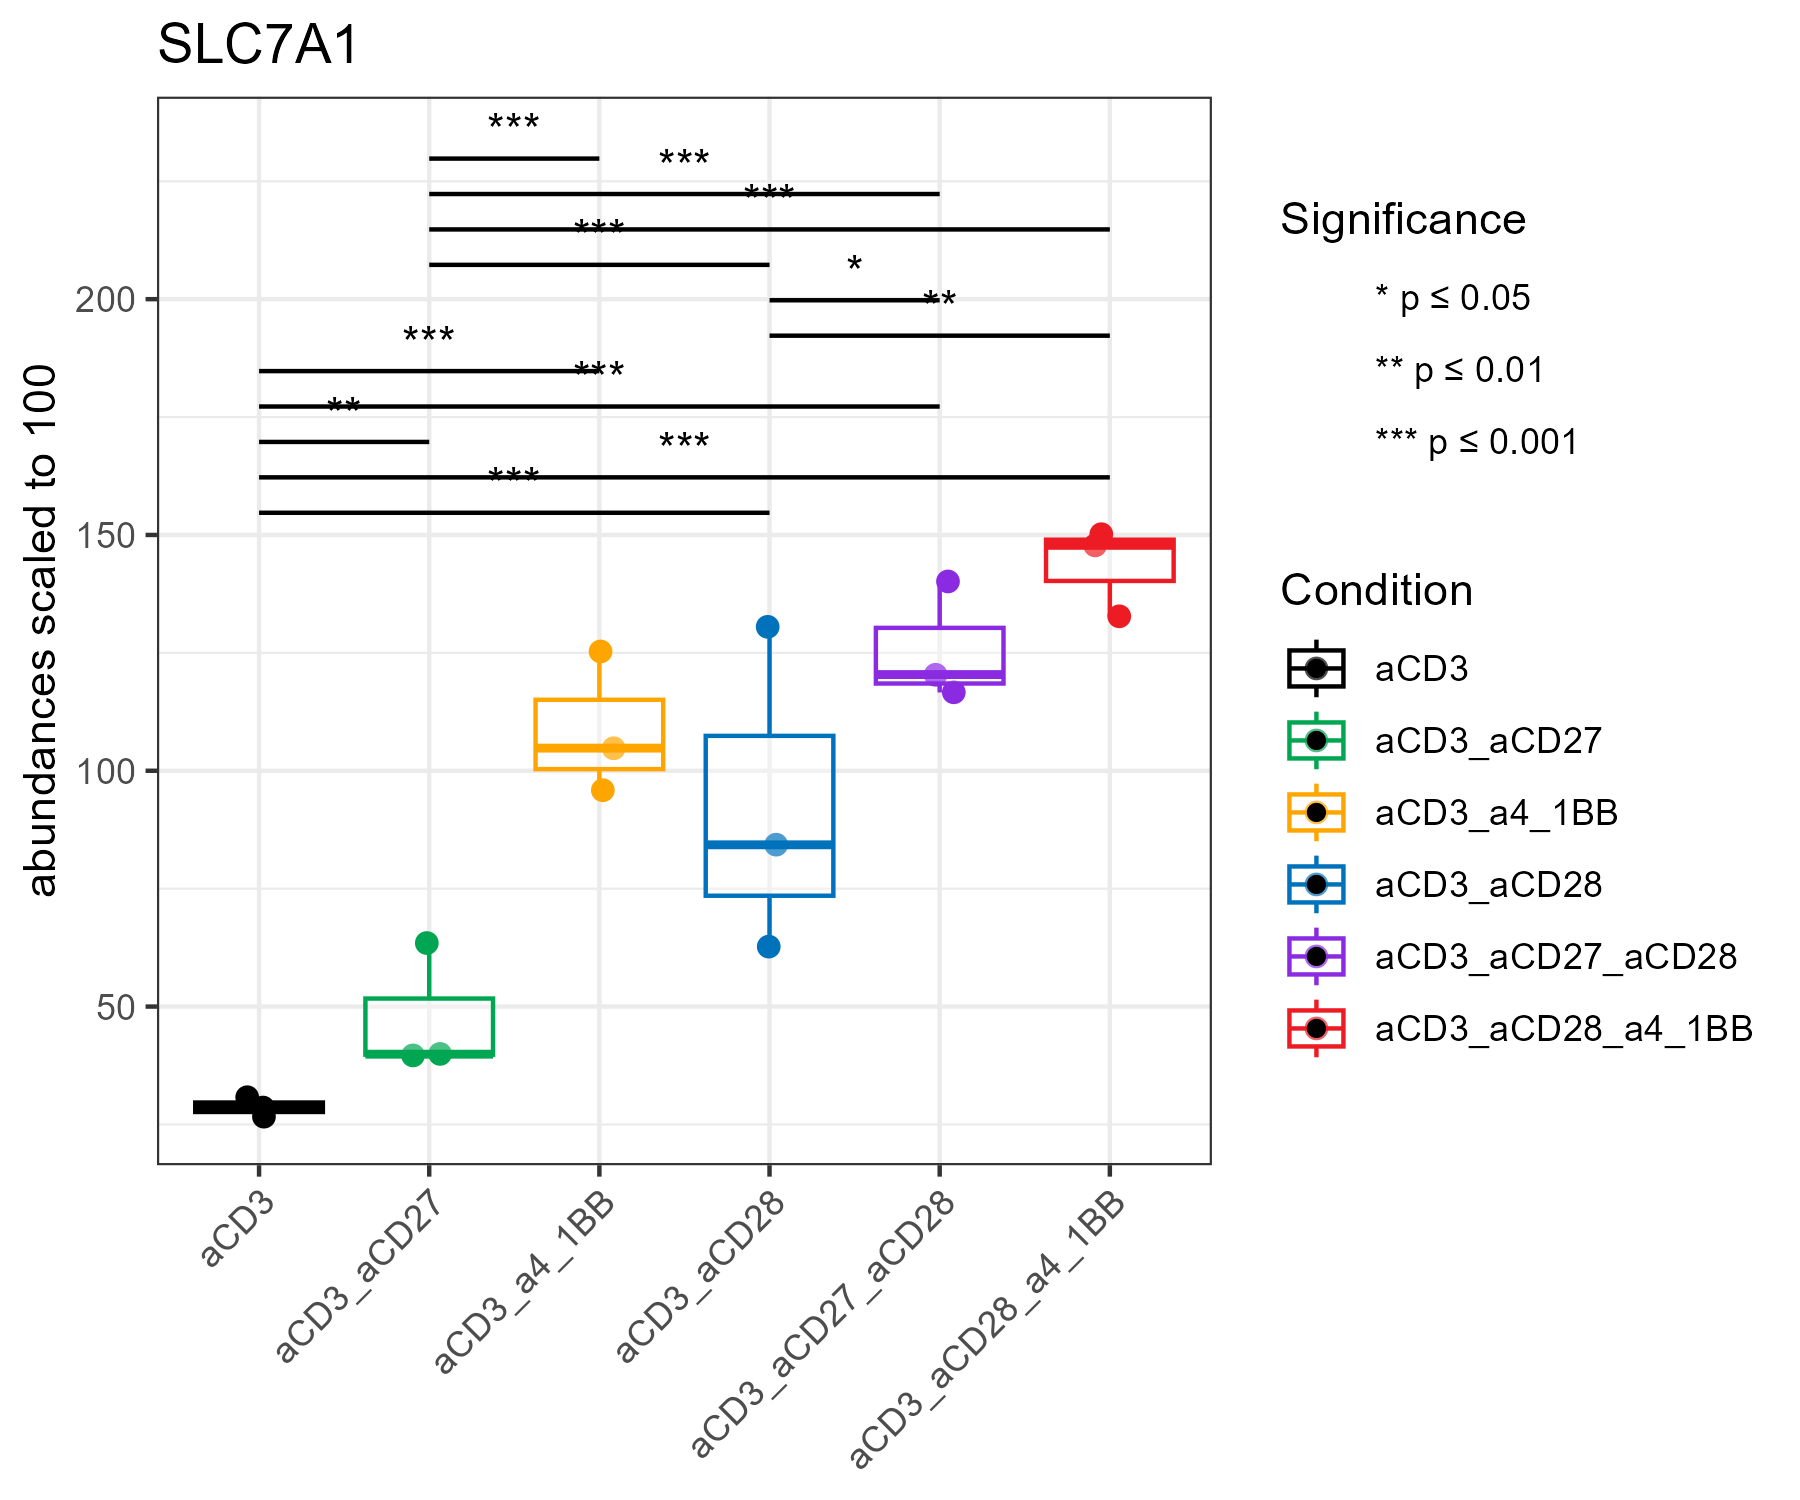 SLC7A1
***
***
***
***
*
**
***
***
**
***
***
abundances scaled to 100
200
150
100
50
aCD3
aCD3_aCD27
aCD3_a4_1BB
aCD3_aCD28
aCD3_aCD27_aCD28
aCD3_aCD28_a4_1BB
Significance
* p ≤ 0.05
** p ≤ 0.01
*** p ≤ 0.001
Condition
aCD3
aCD3_aCD27
aCD3_a4_1BB
aCD3_aCD28
aCD3_aCD27_aCD28
aCD3_aCD28_a4_1BB